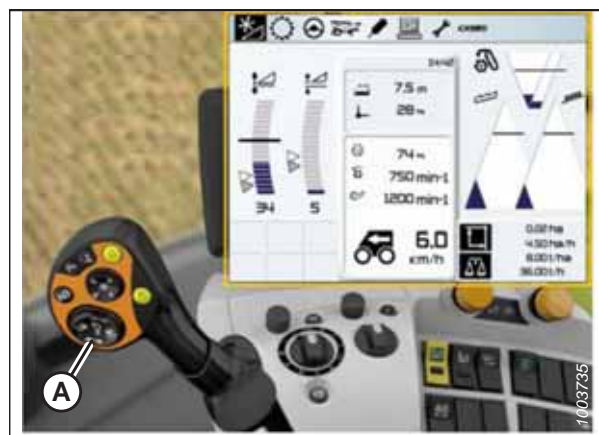 7.5 m
28 %
74 %
750 min-1
1200 min-1
34
5
6.0
km/h
0.02 ha
4.50 ha/h
8.00 t/ha
36.00 t/h
A
1003735